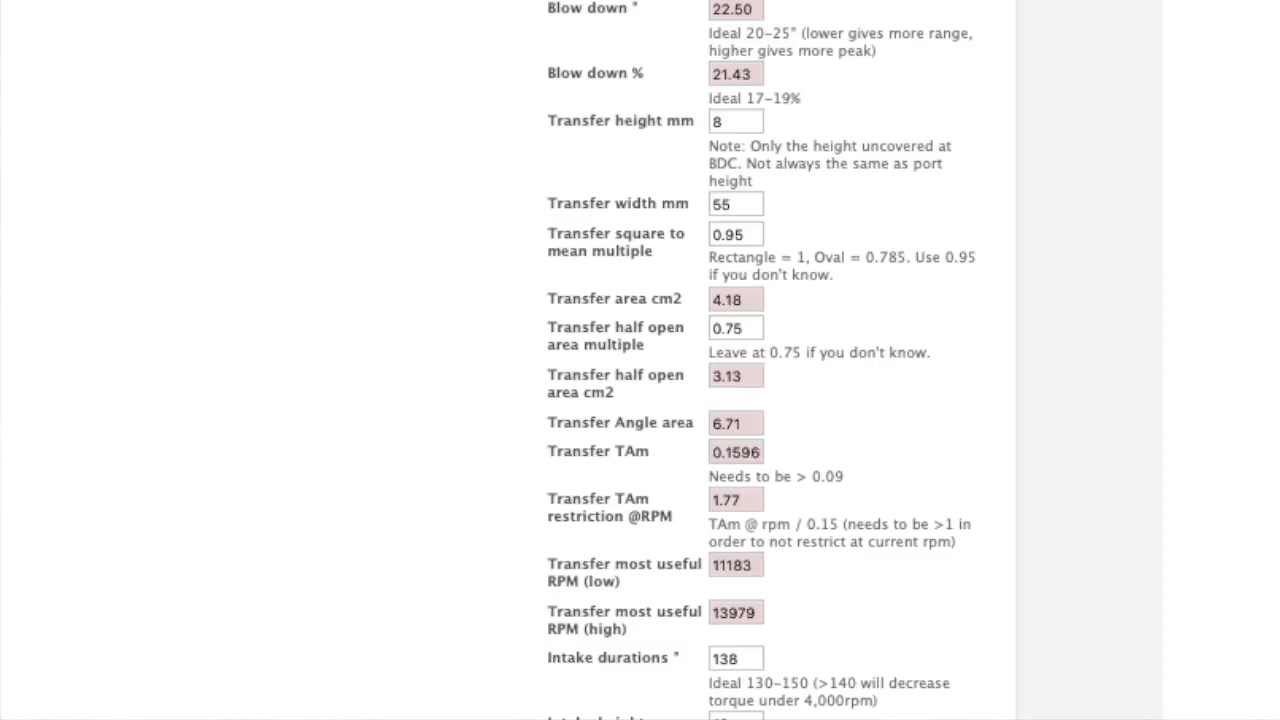 Blow down °
22.50
Ideal 20-25° (lower gives more range,
higher gives more peak)
Blow down %
21.43
Ideal 17-19%
Transfer height mm
8
Note: Only the height uncovered at
BDC. Not always the same as port
height
Transfer width mm
55
Transfer square to
mean multiple
0.95
Rectangle = 1, Oval = 0.785. Use 0.95
if you don't know.
Transfer area cm2
4.18
Transfer half open
area multiple
0.75
Leave at 0.75 if you don't know.
Transfer half open
area cm2
3.13
Transfer Angle area
6.71
Transfer TAm
0.1596
Needs to be > 0.09
Transfer TAm
restriction @RPM
1.77
TAm @ rpm / 0.15 (needs to be >1 in
order to not restrict at current rpm)
Transfer most useful
RPM (low)
11183
Transfer most useful
RPM (high)
13979
Intake durations °
138
Ideal 130-150 (>140 will decrease
torque under 4,000rpm)